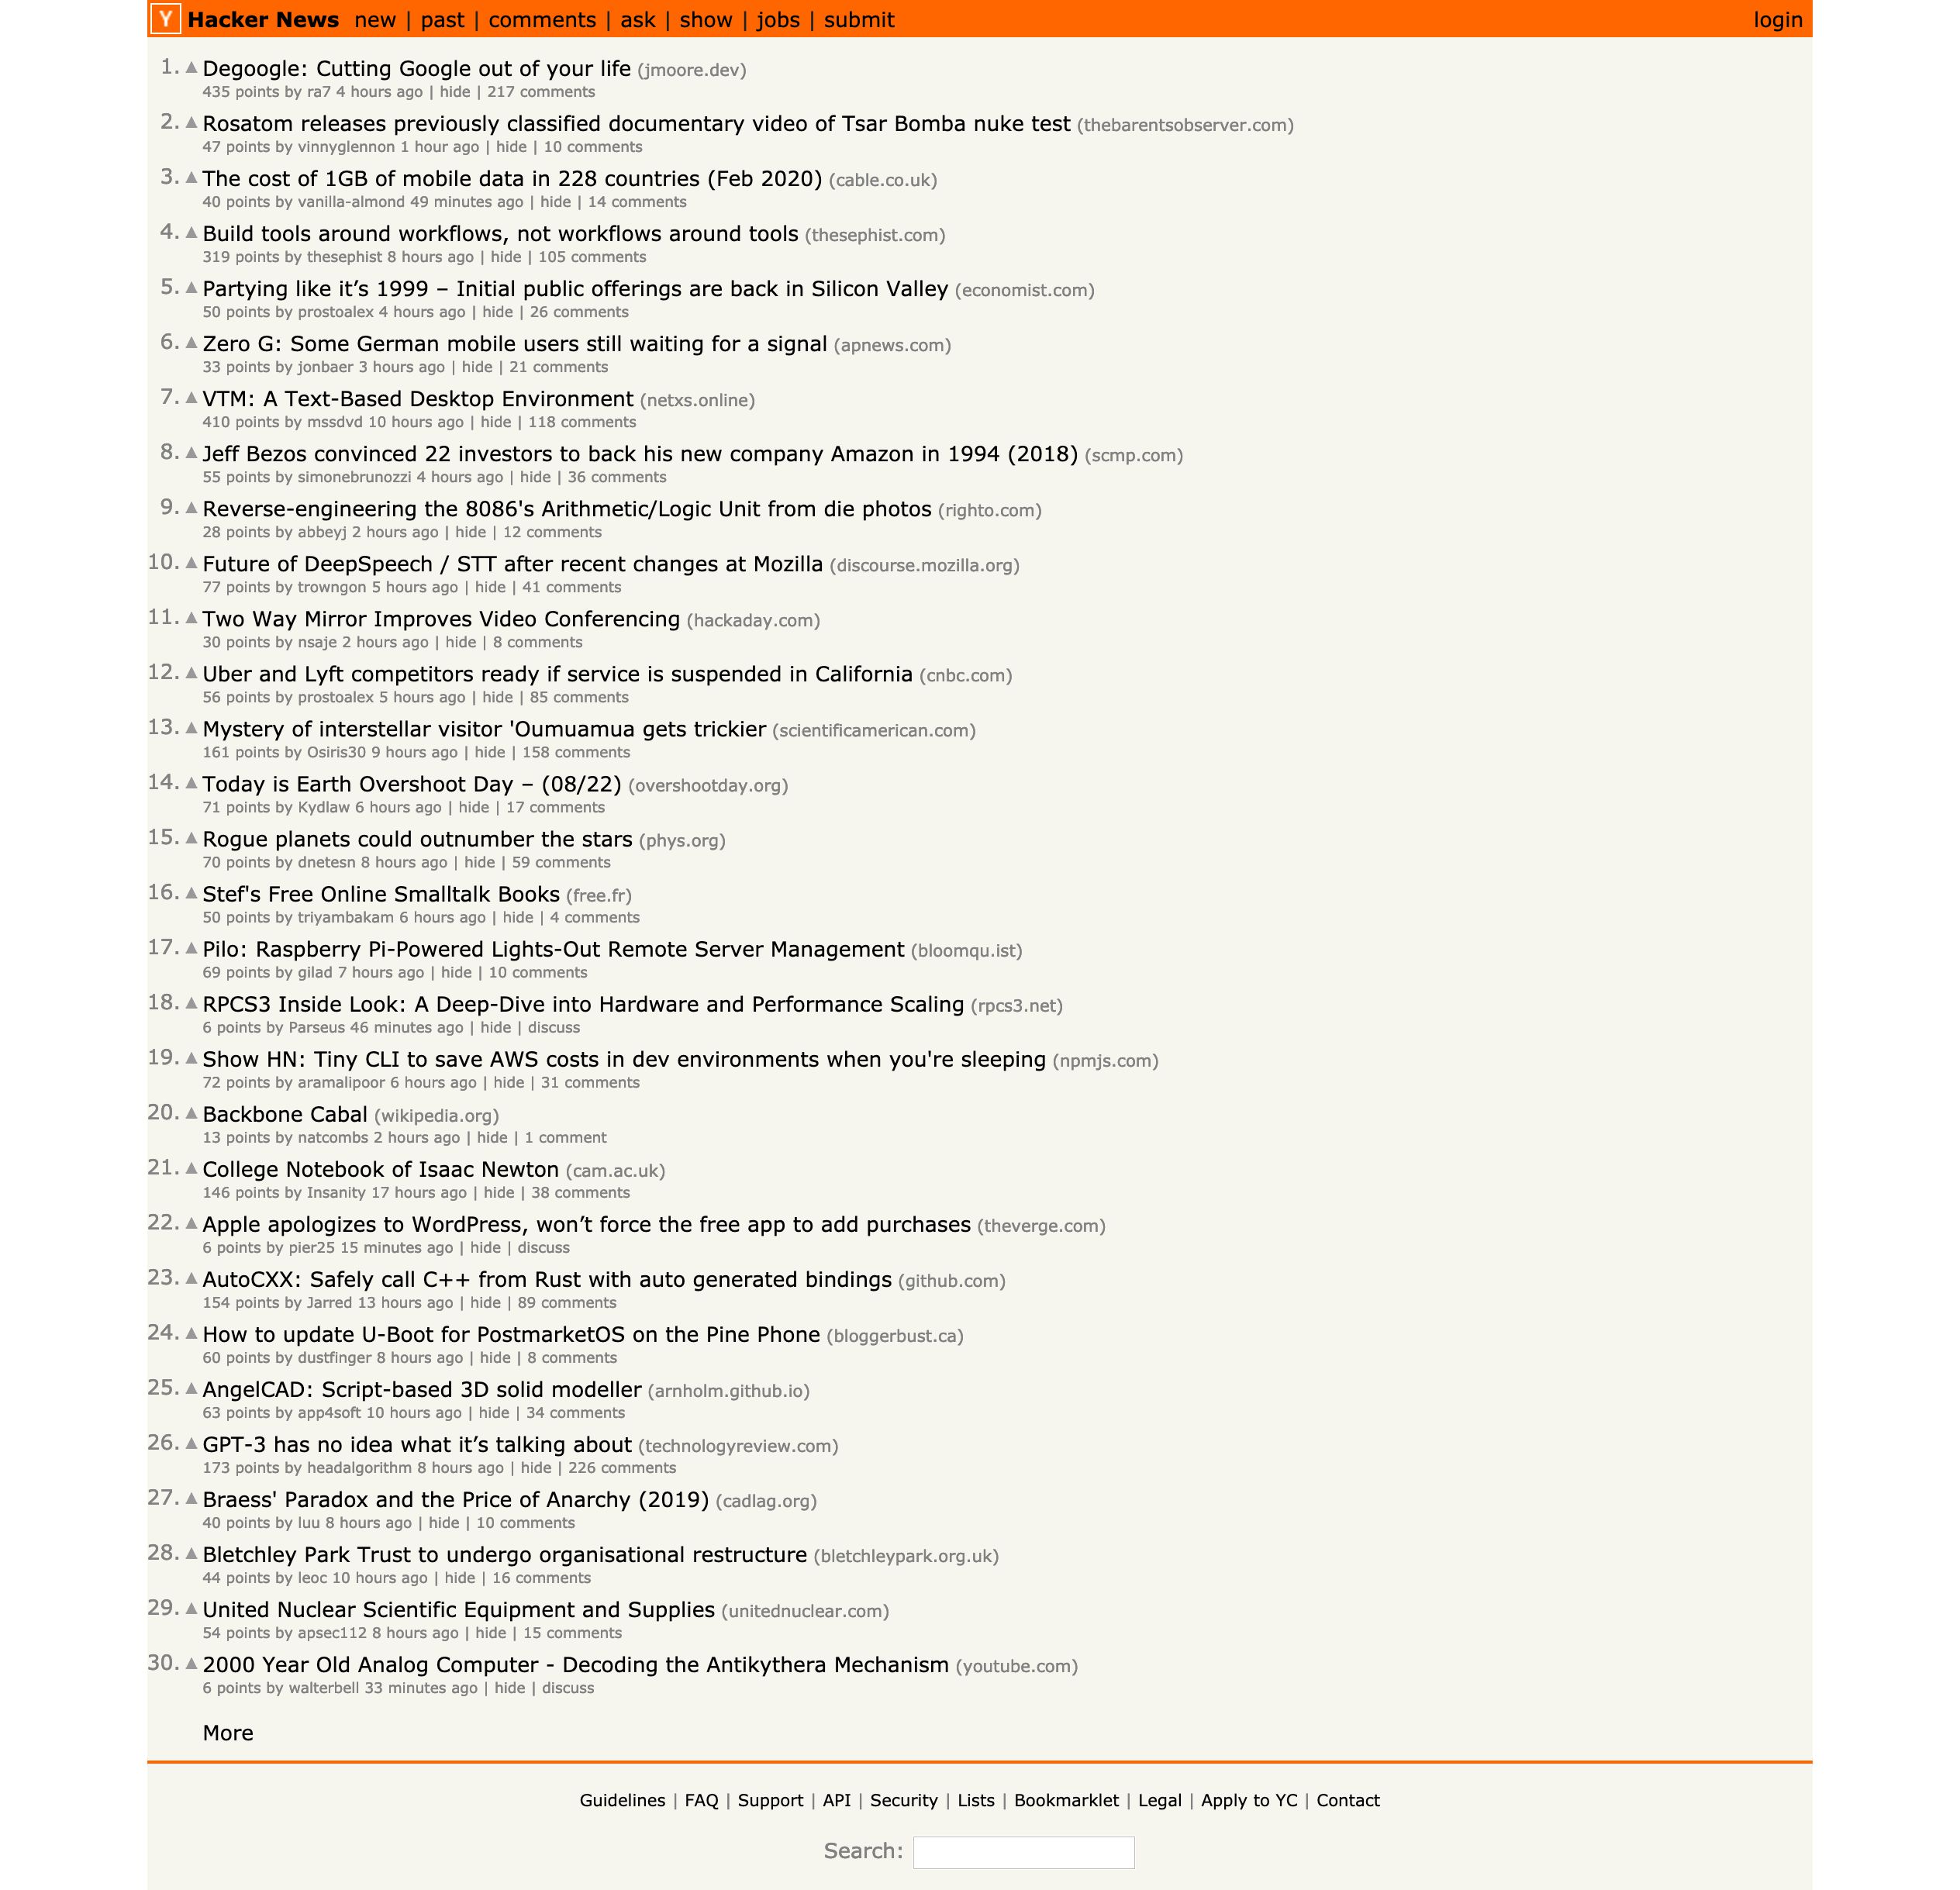 Y Hacker News new | past | comments | ask | show | jobs | submit login
1. ▲ Degoogle: Cutting Google out of your life (jmoore.dev)
435 points by ra7 4 hours ago | hide | 217 comments
2. ▲ Rosatom releases previously classified documentary video of Tsar Bomba nuke test (thebarentsobserver.com)
47 points by vinnyglennon 1 hour ago | hide | 10 comments
3. ▲ The cost of 1GB of mobile data in 228 countries (Feb 2020) (cable.co.uk)
40 points by vanilla-almond 49 minutes ago | hide | 14 comments
4. ▲ Build tools around workflows, not workflows around tools (thesephist.com)
319 points by thesephist 8 hours ago | hide | 105 comments
5. ▲ Partying like it’s 1999 – Initial public offerings are back in Silicon Valley (economist.com)
50 points by prostoalex 4 hours ago | hide | 26 comments
6. ▲ Zero G: Some German mobile users still waiting for a signal (apnews.com)
33 points by jonbaer 3 hours ago | hide | 21 comments
7. ▲ VTM: A Text-Based Desktop Environment (netxs.online)
410 points by mssdvd 10 hours ago | hide | 118 comments
8. ▲ Jeff Bezos convinced 22 investors to back his new company Amazon in 1994 (2018) (scmp.com)
55 points by simonebrunozzi 4 hours ago | hide | 36 comments
9. ▲ Reverse-engineering the 8086's Arithmetic/Logic Unit from die photos (righto.com)
28 points by abbeyj 2 hours ago | hide | 12 comments
10. ▲ Future of DeepSpeech / STT after recent changes at Mozilla (discourse.mozilla.org)
77 points by trowngon 5 hours ago | hide | 41 comments
11. ▲ Two Way Mirror Improves Video Conferencing (hackaday.com)
30 points by nsaje 2 hours ago | hide | 8 comments
12. ▲ Uber and Lyft competitors ready if service is suspended in California (cnbc.com)
56 points by prostoalex 5 hours ago | hide | 85 comments
13. ▲ Mystery of interstellar visitor 'Oumuamua gets trickier (scientificamerican.com)
161 points by Osiris30 9 hours ago | hide | 158 comments
14. ▲ Today is Earth Overshoot Day – (08/22) (overshootday.org)
71 points by Kydlaw 6 hours ago | hide | 17 comments
15. ▲ Rogue planets could outnumber the stars (phys.org)
70 points by dnetesn 8 hours ago | hide | 59 comments
16. ▲ Stef's Free Online Smalltalk Books (free.fr)
50 points by triyambakam 6 hours ago | hide | 4 comments
17. ▲ Pilo: Raspberry Pi-Powered Lights-Out Remote Server Management (bloomqu.ist)
69 points by gilad 7 hours ago | hide | 10 comments
18. ▲ RPCS3 Inside Look: A Deep-Dive into Hardware and Performance Scaling (rpcs3.net)
6 points by Parseus 46 minutes ago | hide | discuss
19. ▲ Show HN: Tiny CLI to save AWS costs in dev environments when you're sleeping (npmjs.com)
72 points by aramalipoor 6 hours ago | hide | 31 comments
20. ▲ Backbone Cabal (wikipedia.org)
13 points by natcombs 2 hours ago | hide | 1 comment
21. ▲ College Notebook of Isaac Newton (cam.ac.uk)
146 points by Insanity 17 hours ago | hide | 38 comments
22. ▲ Apple apologizes to WordPress, won’t force the free app to add purchases (theverge.com)
6 points by pier25 15 minutes ago | hide | discuss
23. ▲ AutoCXX: Safely call C++ from Rust with auto generated bindings (github.com)
154 points by Jarred 13 hours ago | hide | 89 comments
24. ▲ How to update U-Boot for PostmarketOS on the Pine Phone (bloggerbust.ca)
60 points by dustfinger 8 hours ago | hide | 8 comments
25. ▲ AngelCAD: Script-based 3D solid modeller (arnholm.github.io)
63 points by app4soft 10 hours ago | hide | 34 comments
26. ▲ GPT-3 has no idea what it’s talking about (technologyreview.com)
173 points by headalgorithm 8 hours ago | hide | 226 comments
27. ▲ Braess' Paradox and the Price of Anarchy (2019) (cadlag.org)
40 points by luu 8 hours ago | hide | 10 comments
28. ▲ Bletchley Park Trust to undergo organisational restructure (bletchleypark.org.uk)
44 points by leoc 10 hours ago | hide | 16 comments
29. ▲ United Nuclear Scientific Equipment and Supplies (unitednuclear.com)
54 points by apsec112 8 hours ago | hide | 15 comments
30. ▲ 2000 Year Old Analog Computer - Decoding the Antikythera Mechanism (youtube.com)
6 points by walterbell 33 minutes ago | hide | discuss
More
Guidelines | FAQ | Support | API | Security | Lists | Bookmarklet | Legal | Apply to YC | Contact
Search: